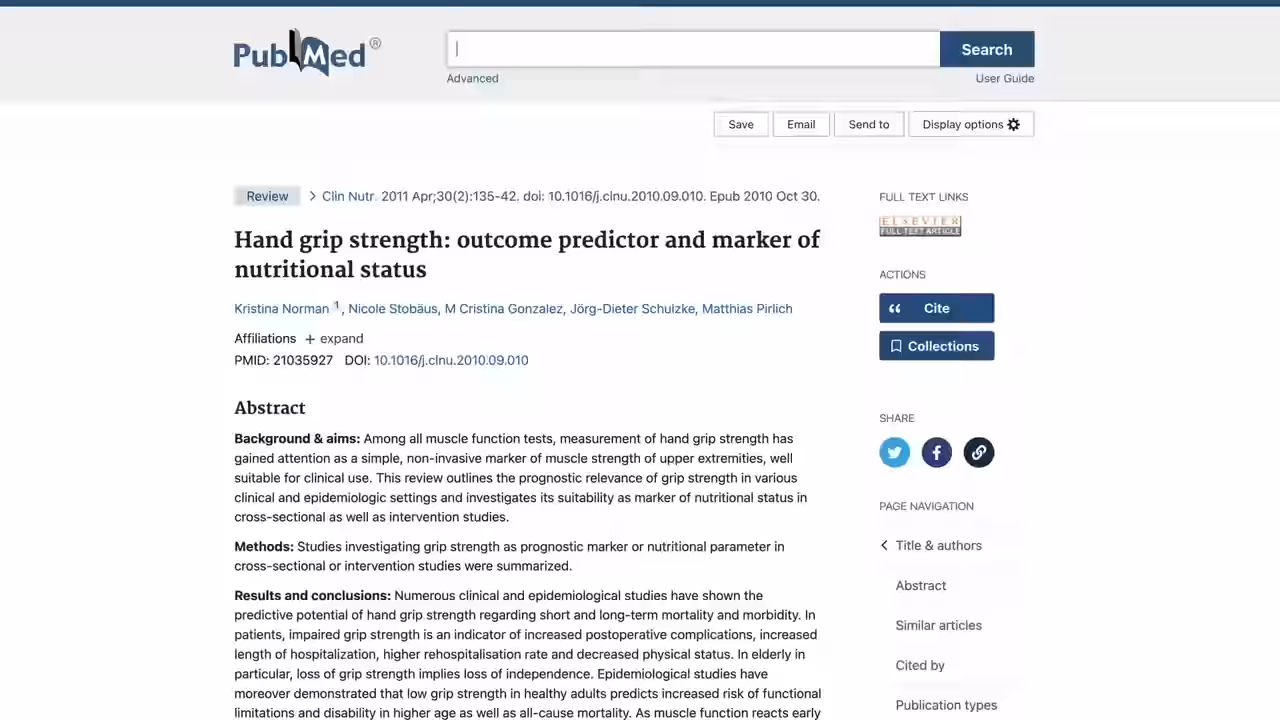 PubMed®
Search
Advanced
User Guide
Save
Email
Send to
Display options
Review
Clin Nutr. 2011 Apr;30(2):135-42. doi: 10.1016/j.clnu.2010.09.010. Epub 2010 Oct 30.
Hand grip strength: outcome predictor and marker of
nutritional status
Kristina Norman 1, Nicole Stobäus, M Cristina Gonzalez, Jörg-Dieter Schulzke, Matthias Pirlich
Affiliations + expand
PMID: 21035927 DOI: 10.1016/j.clnu.2010.09.010
Abstract
Background & aims: Among all muscle function tests, measurement of hand grip strength has
gained attention as a simple, non-invasive marker of muscle strength of upper extremities, well
suitable for clinical use. This review outlines the prognostic relevance of grip strength in various
clinical and epidemiologic settings and investigates its suitability as marker of nutritional status in
cross-sectional as well as intervention studies.
Methods: Studies investigating grip strength as prognostic marker or nutritional parameter in
cross-sectional or intervention studies were summarized.
Results and conclusions: Numerous clinical and epidemiological studies have shown the
predictive potential of hand grip strength regarding short and long-term mortality and morbidity. In
patients, impaired grip strength is an indicator of increased postoperative complications, increased
length of hospitalization, higher rehospitalisation rate and decreased physical status. In elderly in
particular, loss of grip strength implies loss of independence. Epidemiological studies have
moreover demonstrated that low grip strength in healthy adults predicts increased risk of functional
limitations and disability in higher age as well as all-cause mortality. As muscle function reacts early
FULL TEXT LINKS
ELSEVIER
FULL TEXT ARTICLE
ACTIONS
Cite
Collections
SHARE
PAGE NAVIGATION
Title & authors
Abstract
Similar articles
Cited by
Publication types